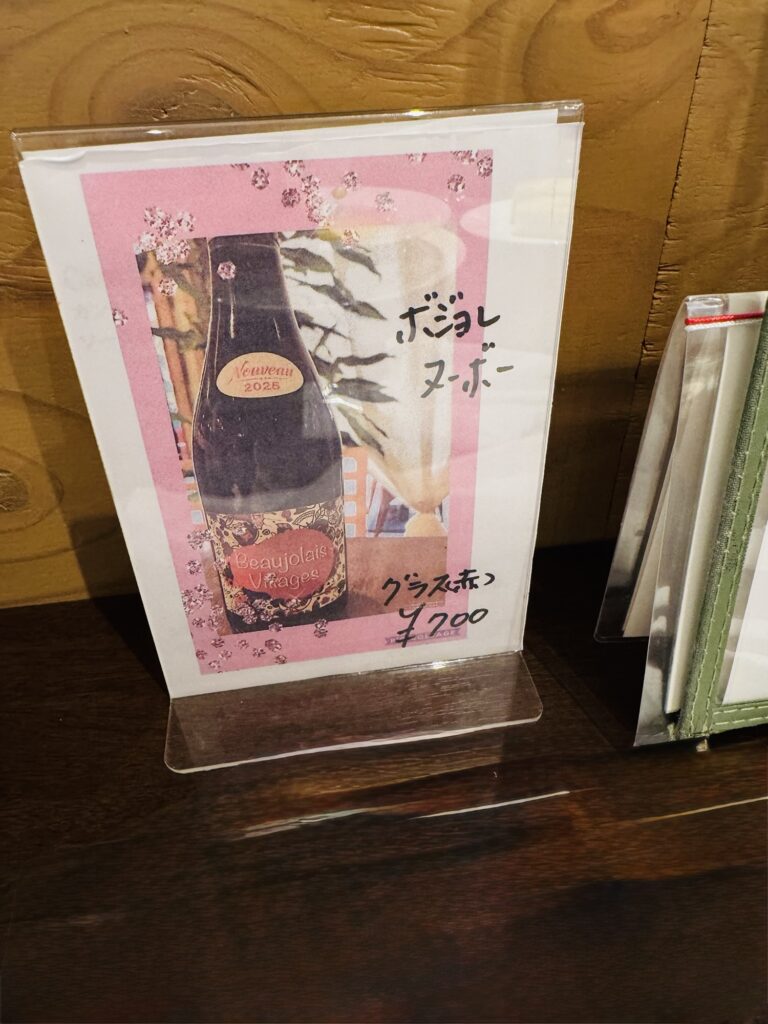 ボジョレ
ヌーボー
Nouveau
2025
Beaujolais
Villages
グラス(赤)
¥700